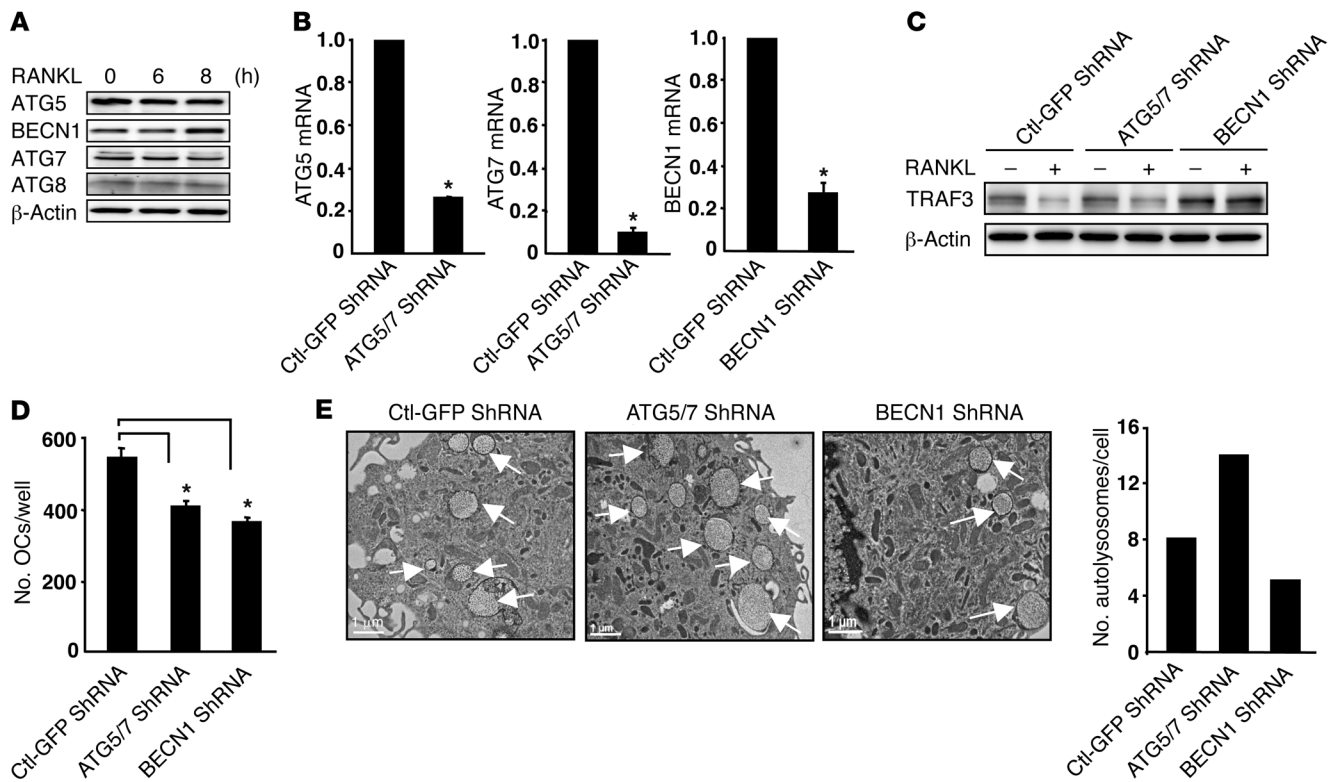 A
RANKL 0 6 8 (h)
ATG5
BECN1
ATG7
ATG8
β-Actin
B
1.0
0.8
0.6
0.4
0.2
0
ATG5 mRNA
*
Ctl-GFP ShRNA
ATG5/7 ShRNA
1.0
0.8
0.6
0.4
0.2
0
ATG7 mRNA
*
Ctl-GFP ShRNA
ATG5/7 ShRNA
1.0
0.8
0.6
0.4
0.2
0
BECN1 mRNA
*
Ctl-GFP ShRNA
BECN1 ShRNA
C
Ctl-GFP ShRNA
ATG5/7 ShRNA
BECN1 ShRNA
RANKL – + – + – +
TRAF3
β-Actin
D
600
400
200
0
No. OCs/well
* *
Ctl-GFP ShRNA
ATG5/7 ShRNA
BECN1 ShRNA
E
Ctl-GFP ShRNA
ATG5/7 ShRNA
BECN1 ShRNA
1 μm
1 μm
1 μm
16
12
8
4
0
No. autolysosomes/cell
Ctl-GFP ShRNA
ATG5/7 ShRNA
BECN1 ShRNA